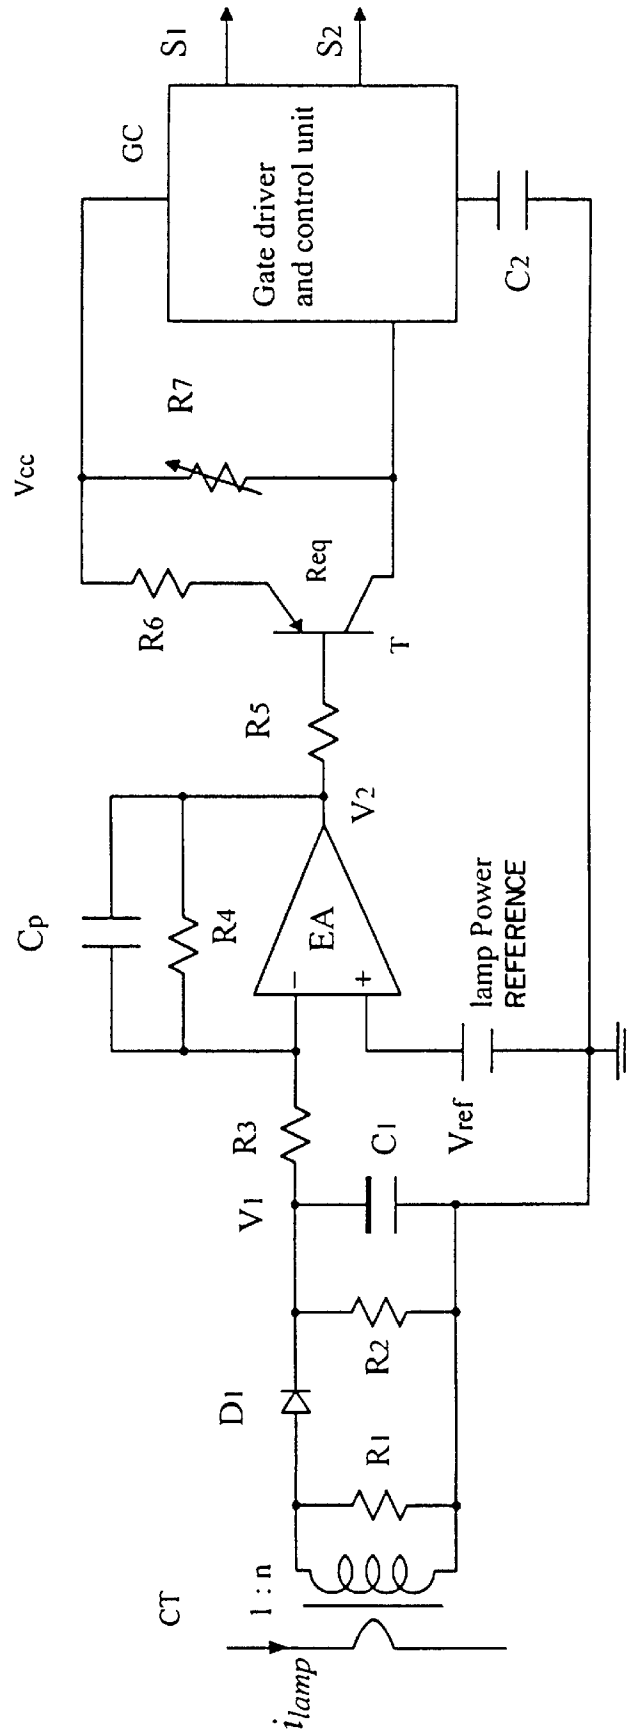 CT
1 : n
i lamp
D1
R1
R2
V1
C1
R3
Cp
R4
EA
−
+
Vref
lamp Power
REFERENCE
V2
R5
R6
T
Req
Vcc
R7
GC
Gate driver
and control unit
C2
S1
S2